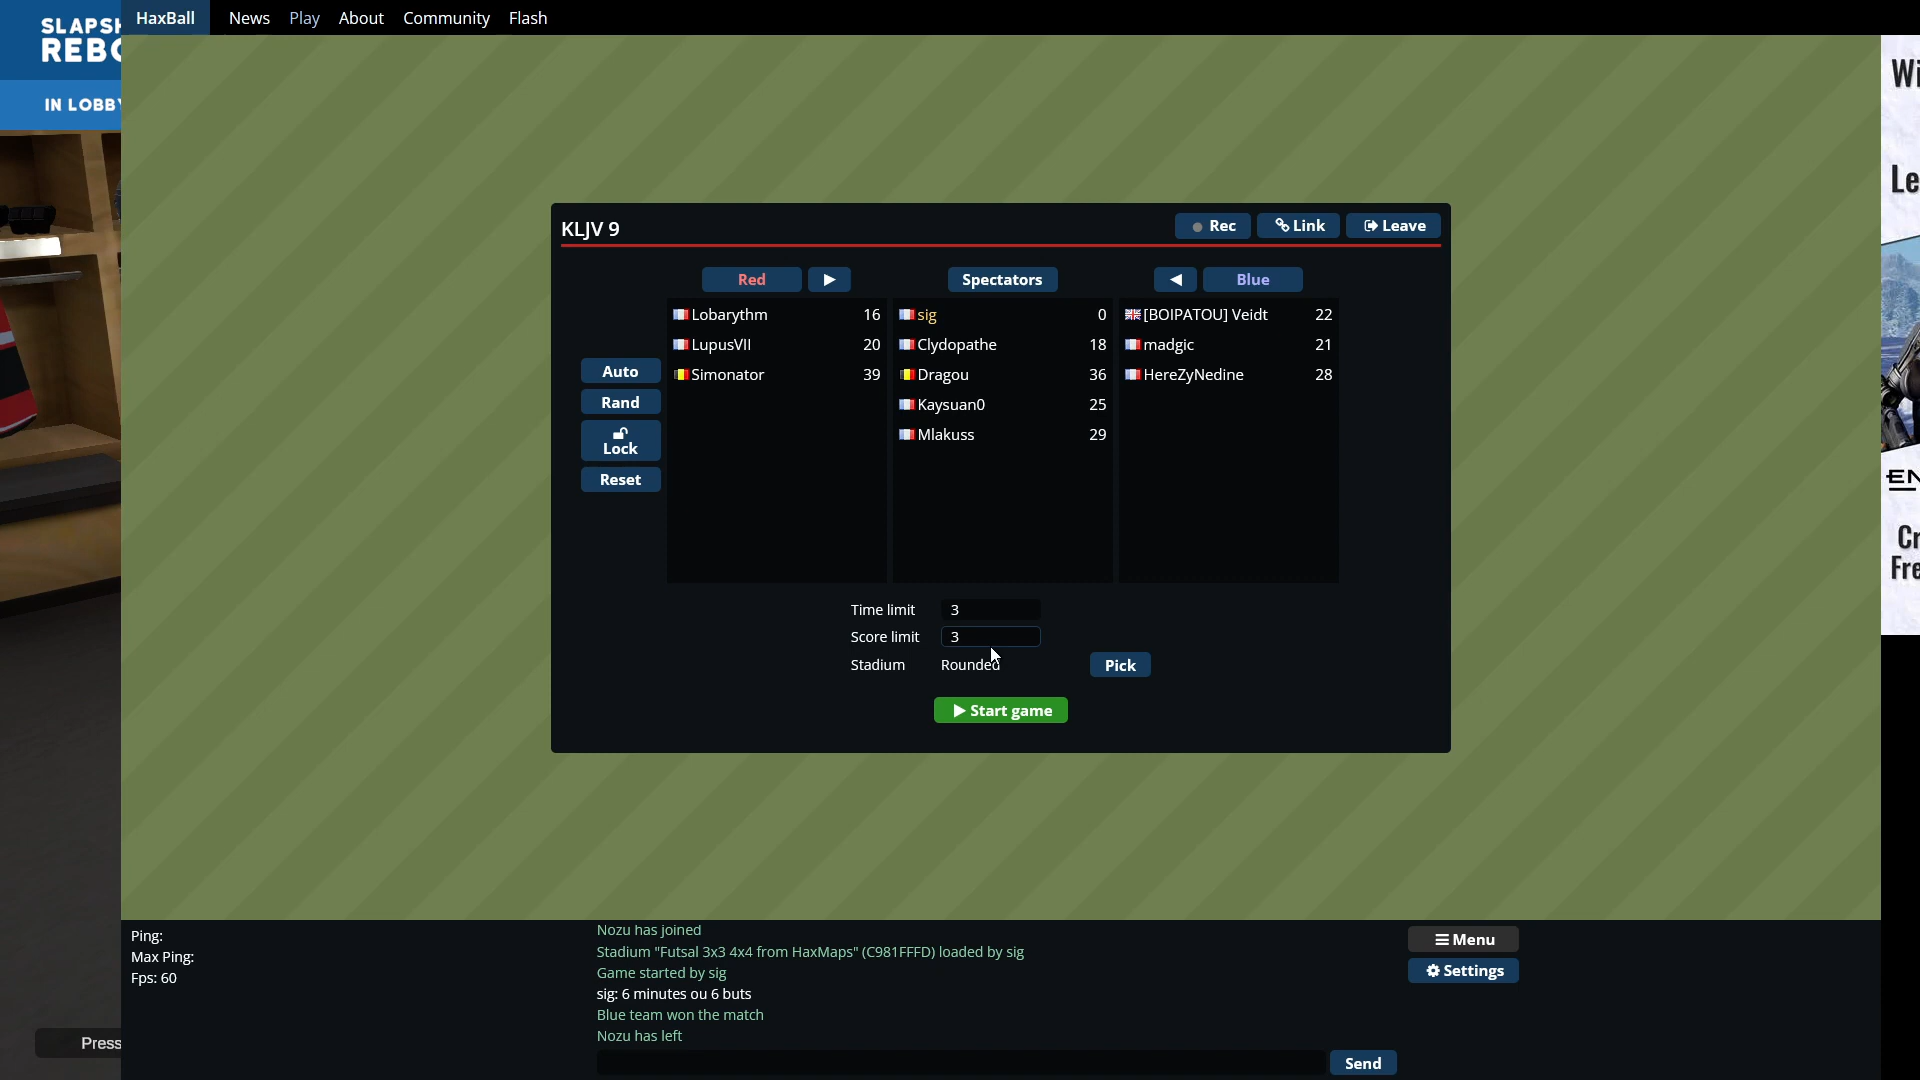 SLAPSH
REBO
IN LOBBY
Press
HaxBall News Play About Community Flash
KLJV 9
Rec Link Leave
Red Spectators Blue
Lobarythm 16
LupusVII 20
Simonator 39
sig 0
Clydopathe 18
Dragou 36
Kaysuan0 25
Mlakuss 29
[BOIPATOU] Veidt 22
madgic 21
HereZyNedine 28
Auto
Rand
Lock
Reset
Time limit 3
Score limit 3
Stadium Rounded Pick
Start game
Ping:
Max Ping:
Fps: 60
Nozu has joined
Stadium "Futsal 3x3 4x4 from HaxMaps" (C981FFFD) loaded by sig
Game started by sig
sig: 6 minutes ou 6 buts
Blue team won the match
Nozu has left
Send
Menu
Settings
Wi
Le
EN
Cr
Fre